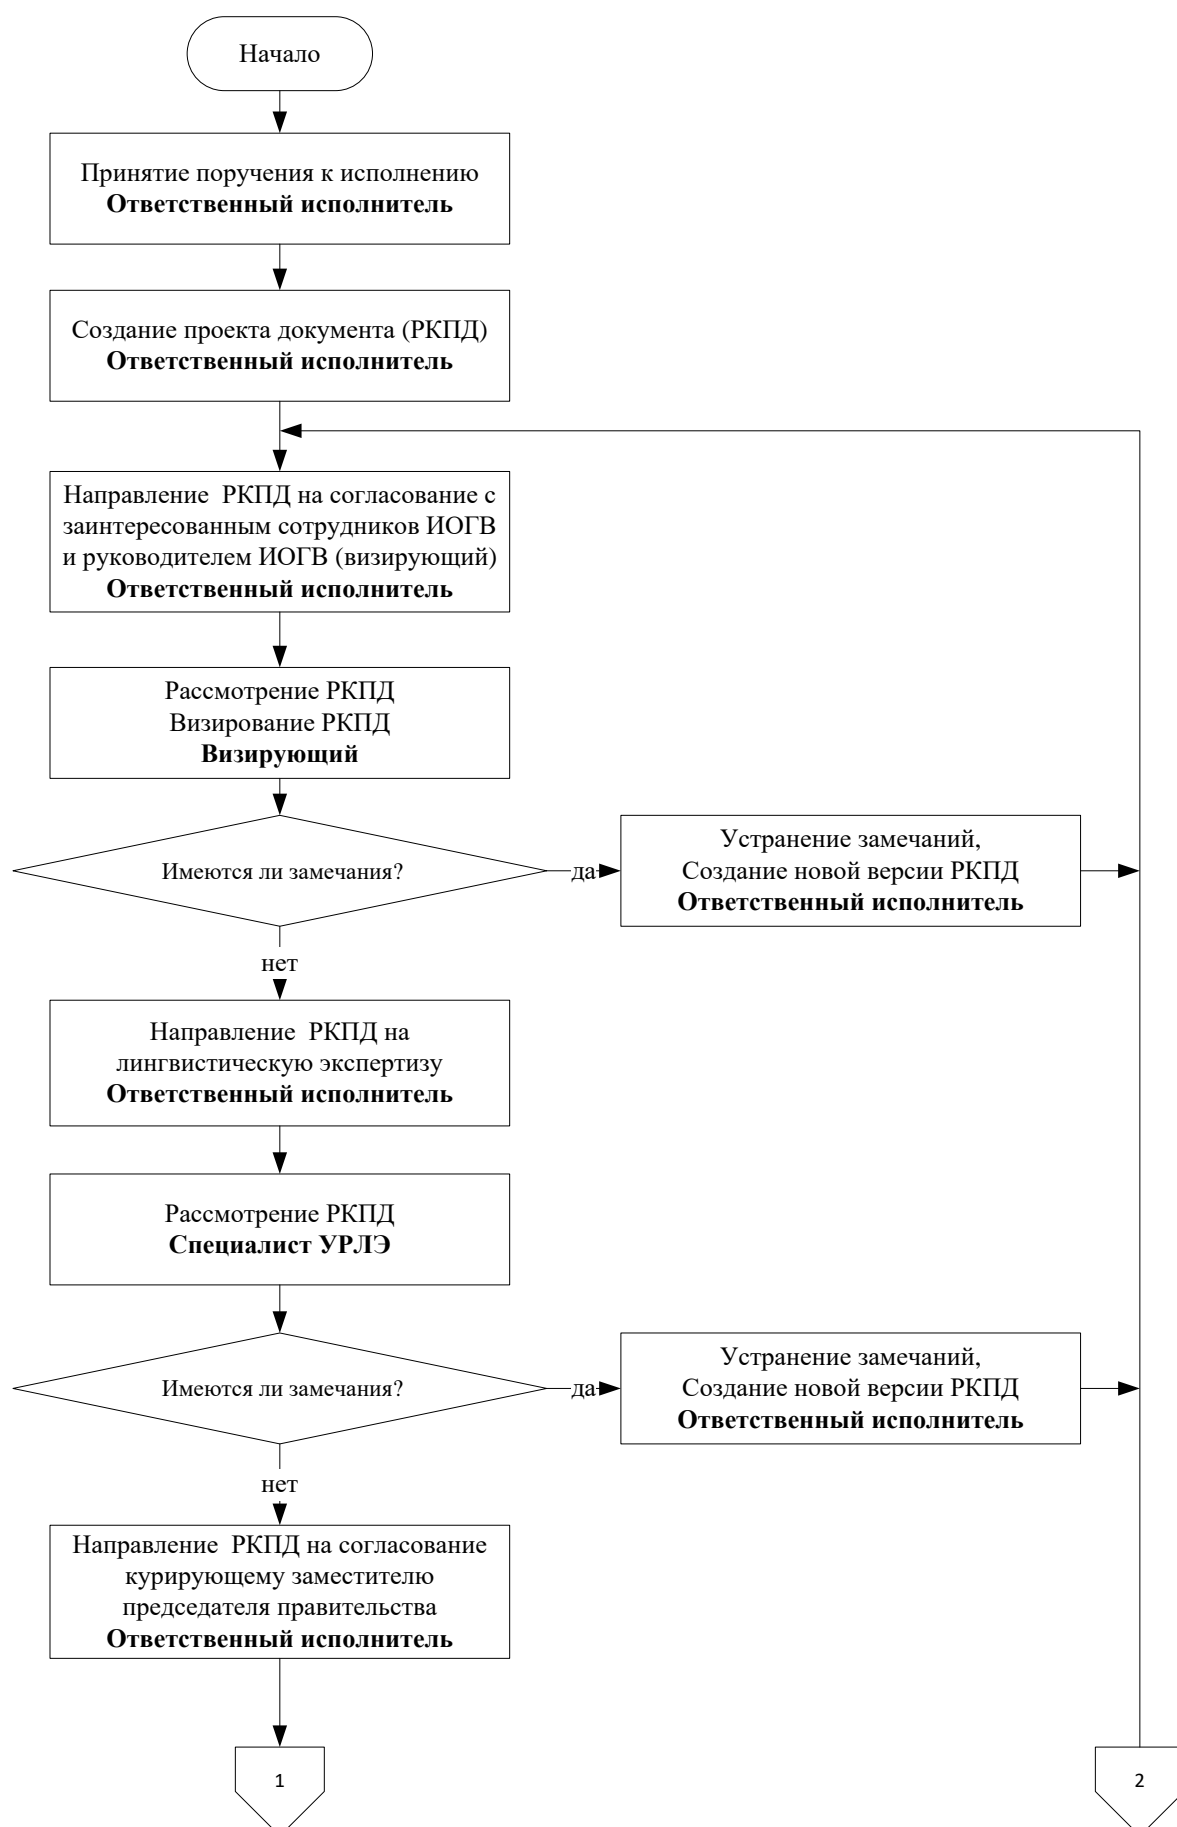 Начало
Принятие поручения к исполнению
Ответственный исполнитель
Создание проекта документа (РКПД)
Ответственный исполнитель
Направление РКПД на согласование с
заинтересованным сотрудников ИОГВ
и руководителем ИОГВ (визирующий)
Ответственный исполнитель
Рассмотрение РКПД
Визирование РКПД
Визирующий
Имеются ли замечания?
да
Устранение замечаний,
Создание новой версии РКПД
Ответственный исполнитель
нет
Направление РКПД на
лингвистическую экспертизу
Ответственный исполнитель
Рассмотрение РКПД
Специалист УРЛЭ
Имеются ли замечания?
да
Устранение замечаний,
Создание новой версии РКПД
Ответственный исполнитель
нет
Направление РКПД на согласование
курирующему заместителю
председателя правительства
Ответственный исполнитель
1
2